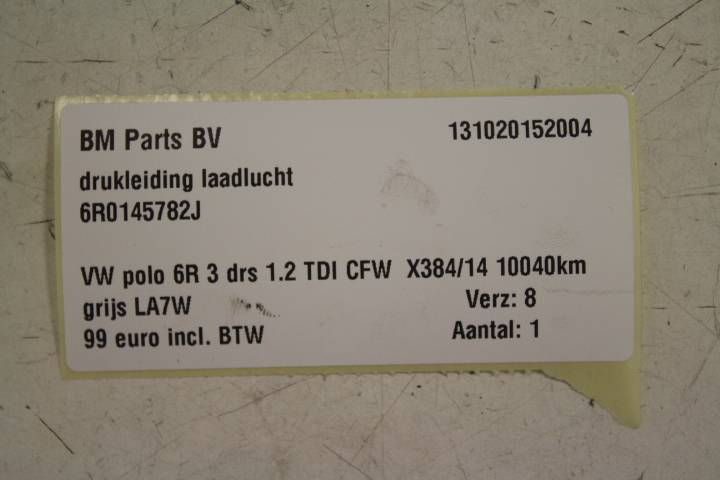 BM Parts BV 131020152004
drukleiding laadlucht
6R0145782J
VW polo 6R 3 drs 1.2 TDI CFW X384/14 10040km
grijs LA7W Verz: 8
99 euro incl. BTW Aantal: 1